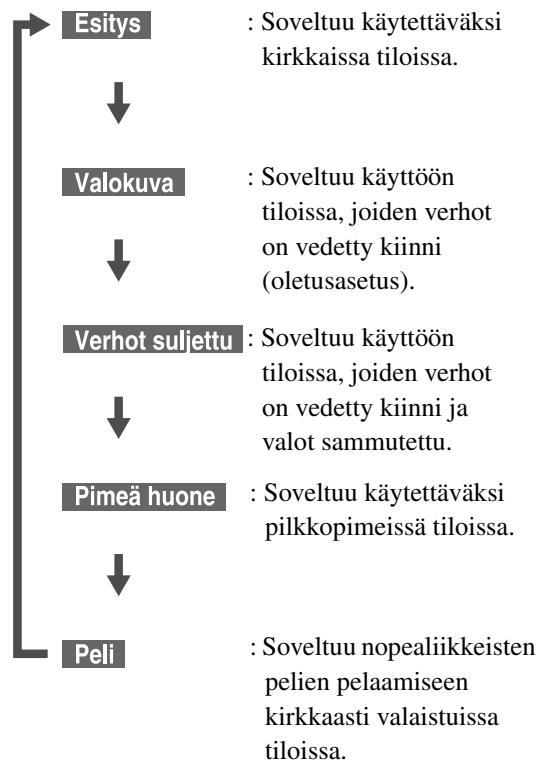 Esitys : Soveltuu käytettäväksi
kirkkaissa tiloissa.
Valokuva : Soveltuu käyttöön
tiloissa, joiden verhot
on vedetty kiinni
(oletusasetus).
Verhot suljettu : Soveltuu käyttöön
tiloissa, joiden verhot
on vedetty kiinni ja
valot sammutettu.
Pimeä huone : Soveltuu käytettäväksi
pilkkopimeissä tiloissa.
Peli : Soveltuu nopealiikkeisten
pelien pelaamiseen
kirkkaasti valaistuissa
tiloissa.